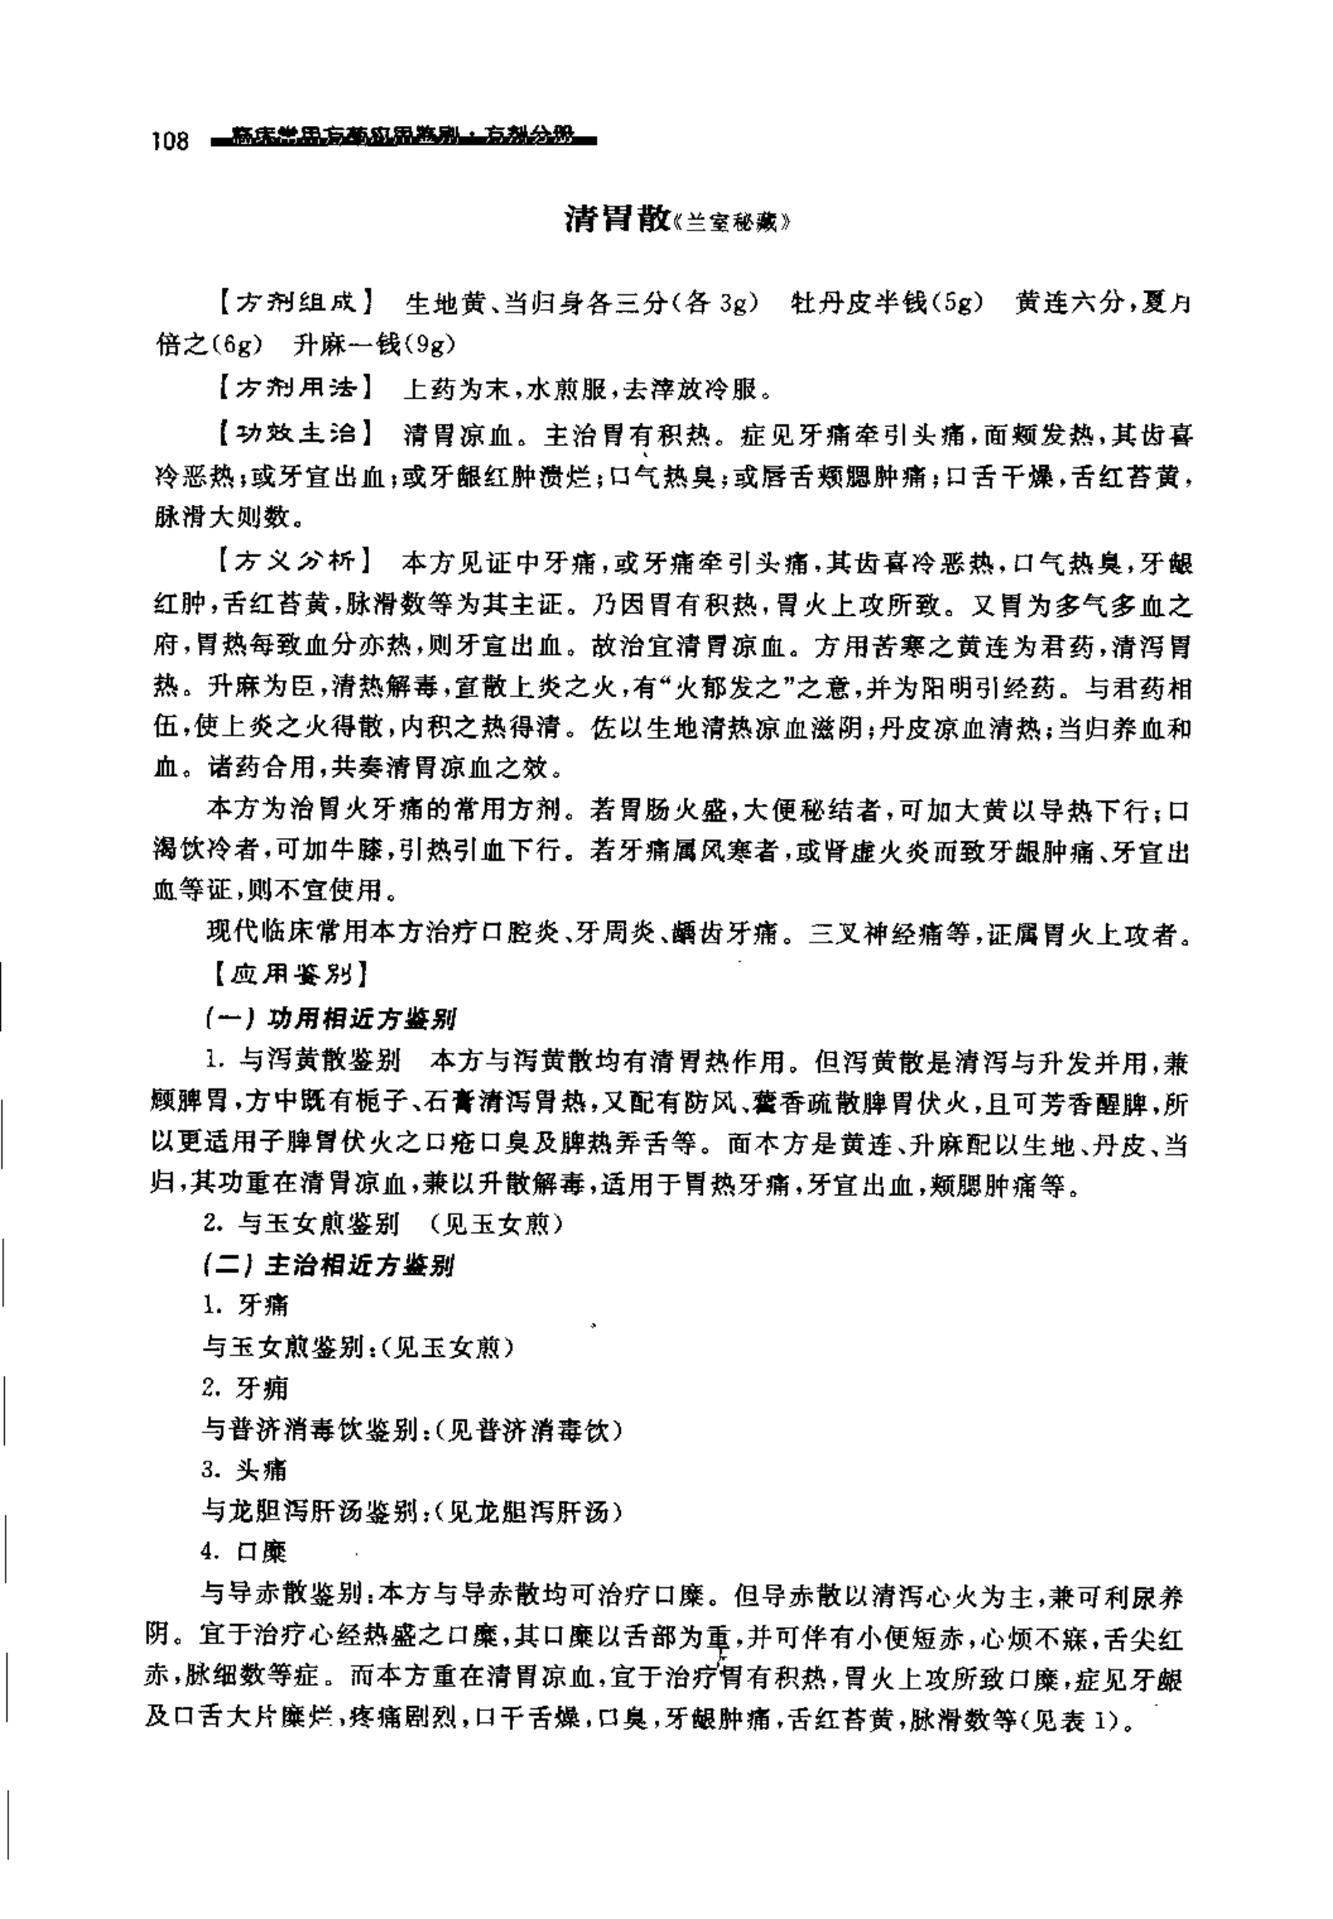 108 临床常用方药应用鉴别·方剂分册
清胃散《兰室秘藏》
【方剂组成】 生地黄、当归身各三分(各 3g) 牡丹皮半钱(5g) 黄连六分,夏月
倍之(6g) 升麻一钱(9g)
【方剂用法】 上药为末,水煎服,去滓放冷服。
【功效主治】 清胃凉血。主治胃有积热。症见牙痛牵引头痛,面颊发热,其齿喜
冷恶热;或牙宣出血;或牙龈红肿溃烂;口气热臭;或唇舌颊腮肿痛;口舌干燥,舌红苔黄,
脉滑大则数。
【方义分析】 本方见证中牙痛,或牙痛牵引头痛,其齿喜冷恶热,口气热臭,牙龈
红肿,舌红苔黄,脉滑数等为其主证。乃因胃有积热,胃火上攻所致。又胃为多气多血之
府,胃热每致血分亦热,则牙宣出血。故治宜清胃凉血。方用苦寒之黄连为君药,清泻胃
热。升麻为臣,清热解毒,宣散上炎之火,有“火郁发之”之意,并为阳明引经药。与君药相
伍,使上炎之火得散,内积之热得清。佐以生地清热凉血滋阴;丹皮凉血清热;当归养血和
血。诸药合用,共奏清胃凉血之效。
本方为治胃火牙痛的常用方剂。若胃肠火盛,大便秘结者,可加大黄以导热下行;口
渴饮冷者,可加牛膝,引热引血下行。若牙痛属风寒者,或肾虚火炎而致牙龈肿痛、牙宣出
血等证,则不宜使用。
现代临床常用本方治疗口腔炎、牙周炎、龋齿牙痛。三叉神经痛等,证属胃火上攻者。
【应用鉴别】
(一) 功用相近方鉴别
1. 与泻黄散鉴别 本方与泻黄散均有清胃热作用。但泻黄散是清泻与升发并用,兼
顾脾胃,方中既有栀子、石膏清泻胃热,又配有防风、藿香疏散脾胃伏火,且可芳香醒脾,所
以更适用于脾胃伏火之口疮口臭及脾热弄舌等。而本方是黄连、升麻配以生地、丹皮、当
归,其功重在清胃凉血,兼以升散解毒,适用于胃热牙痛,牙宣出血,颊腮肿痛等。
2. 与玉女煎鉴别 (见玉女煎)
(二) 主治相近方鉴别
1. 牙痛
与玉女煎鉴别:(见玉女煎)
2. 牙痈
与普济消毒饮鉴别:(见普济消毒饮)
3. 头痛
与龙胆泻肝汤鉴别:(见龙胆泻肝汤)
4. 口糜
与导赤散鉴别:本方与导赤散均可治疗口糜。但导赤散以清泻心火为主,兼可利尿养
阴。宜于治疗心经热盛之口糜,其口糜以舌部为重,并可伴有小便短赤,心烦不寐,舌尖红
赤,脉细数等症。而本方重在清胃凉血,宜于治疗胃有积热,胃火上攻所致口糜,症见牙龈
及口舌大片糜烂,疼痛剧烈,口干舌燥,口臭,牙龈肿痛,舌红苔黄,脉滑数等(见表 1)。